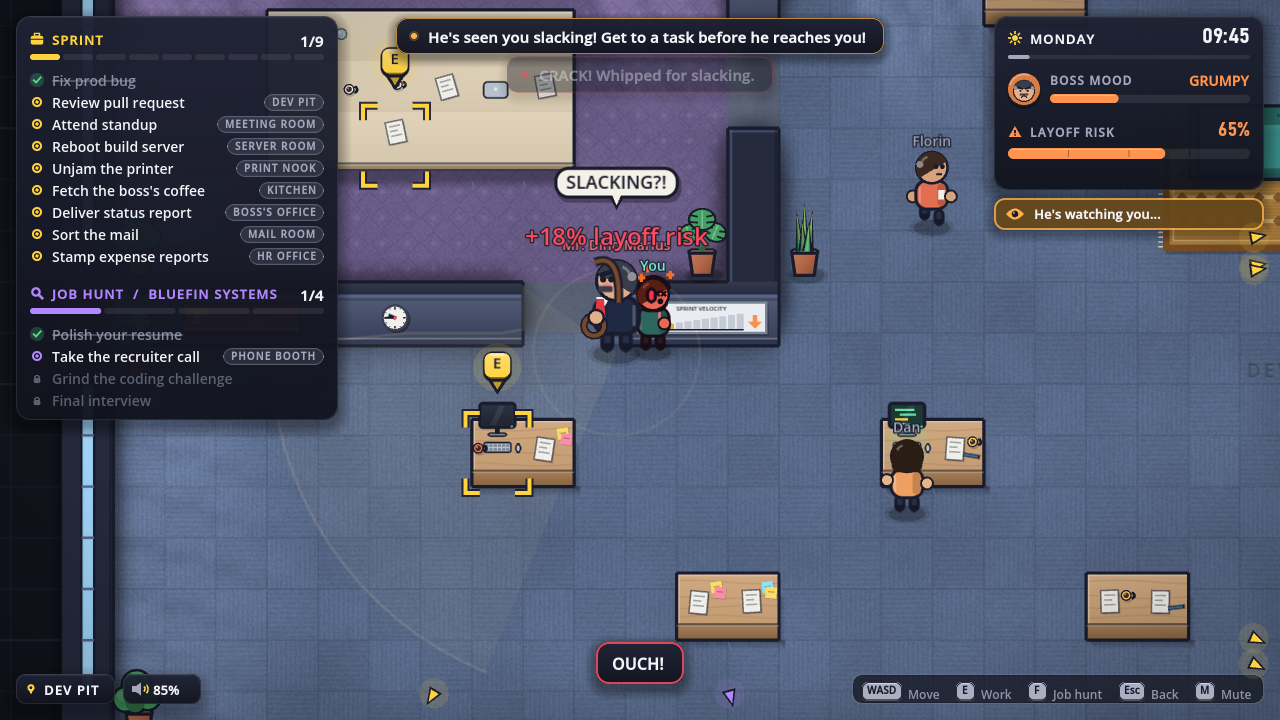 SPRINT 1/9
Fix prod bug
Review pull request DEV PIT
Attend standup MEETING ROOM
Reboot build server SERVER ROOM
Unjam the printer PRINT NOOK
Fetch the boss's coffee KITCHEN
Deliver status report BOSS'S OFFICE
Sort the mail MAIL ROOM
Stamp expense reports HR OFFICE
JOB HUNT / BLUEFIN SYSTEMS 1/4
Polish your resume
Take the recruiter call PHONE BOOTH
Grind the coding challenge
Final interview
He's seen you slacking! Get to a task before he reaches you!
CRACK! Whipped for slacking.
E
MONDAY 09:45
BOSS MOOD GRUMPY
LAYOFF RISK 65%
He's watching you...
Florin
SLACKING?!
+18% layoff risk
You
SPRINT VELOCITY
E
Dan
OUCH!
DEV PIT
85%
WASD Move E Work F Job hunt Esc Back M Mute